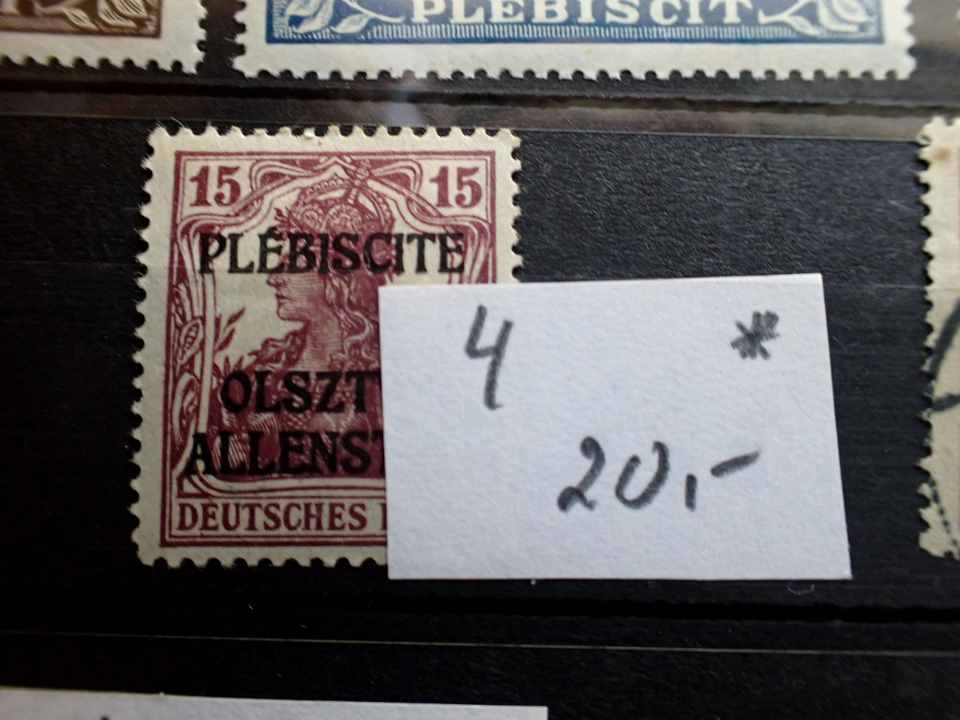 PLEBISCIT
15 15
PLÉBISCITE
OLSZT
ALLENST
DEUTSCHES
4 *
20,-